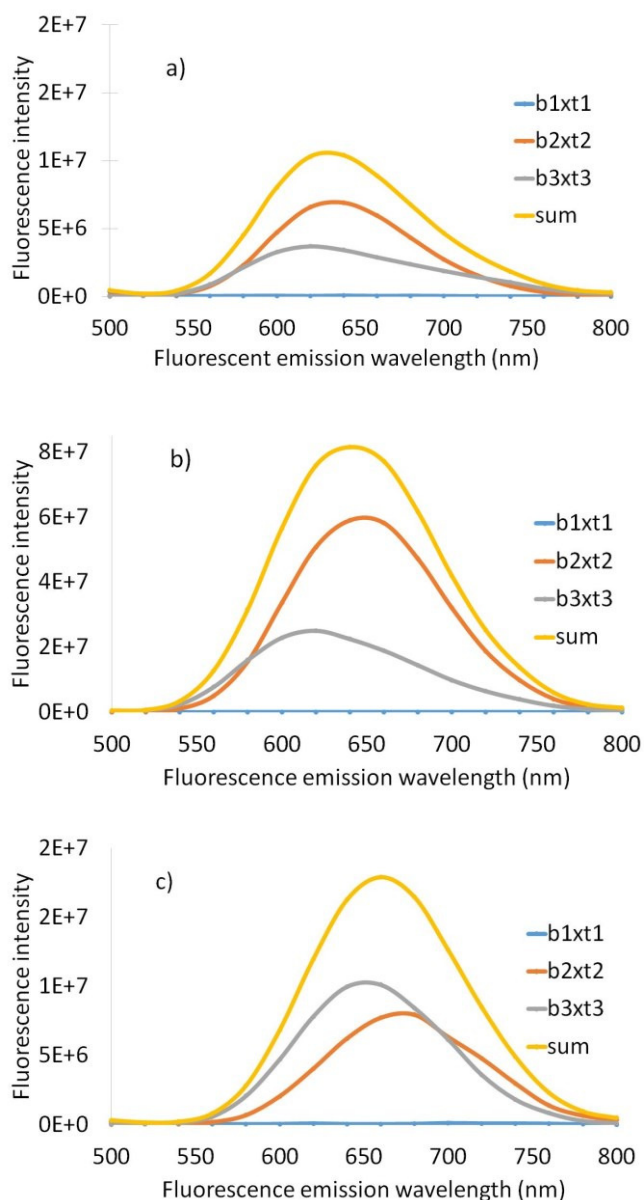 a)
Fluorescence intensity
2E+7
2E+7
1E+7
5E+6
0E+0
500 550 600 650 700 750 800
Fluorescent emission wavelength (nm)
b1xt1
b2xt2
b3xt3
sum
b)
Fluorescence intensity
8E+7
6E+7
4E+7
2E+7
0E+0
500 550 600 650 700 750 800
Fluorescence emission wavelength (nm)
b1xt1
b2xt2
b3xt3
sum
c)
Fluorescence intensity
2E+7
2E+7
1E+7
5E+6
0E+0
500 550 600 650 700 750 800
Fluorescence emission wavelength (nm)
b1xt1
b2xt2
b3xt3
sum